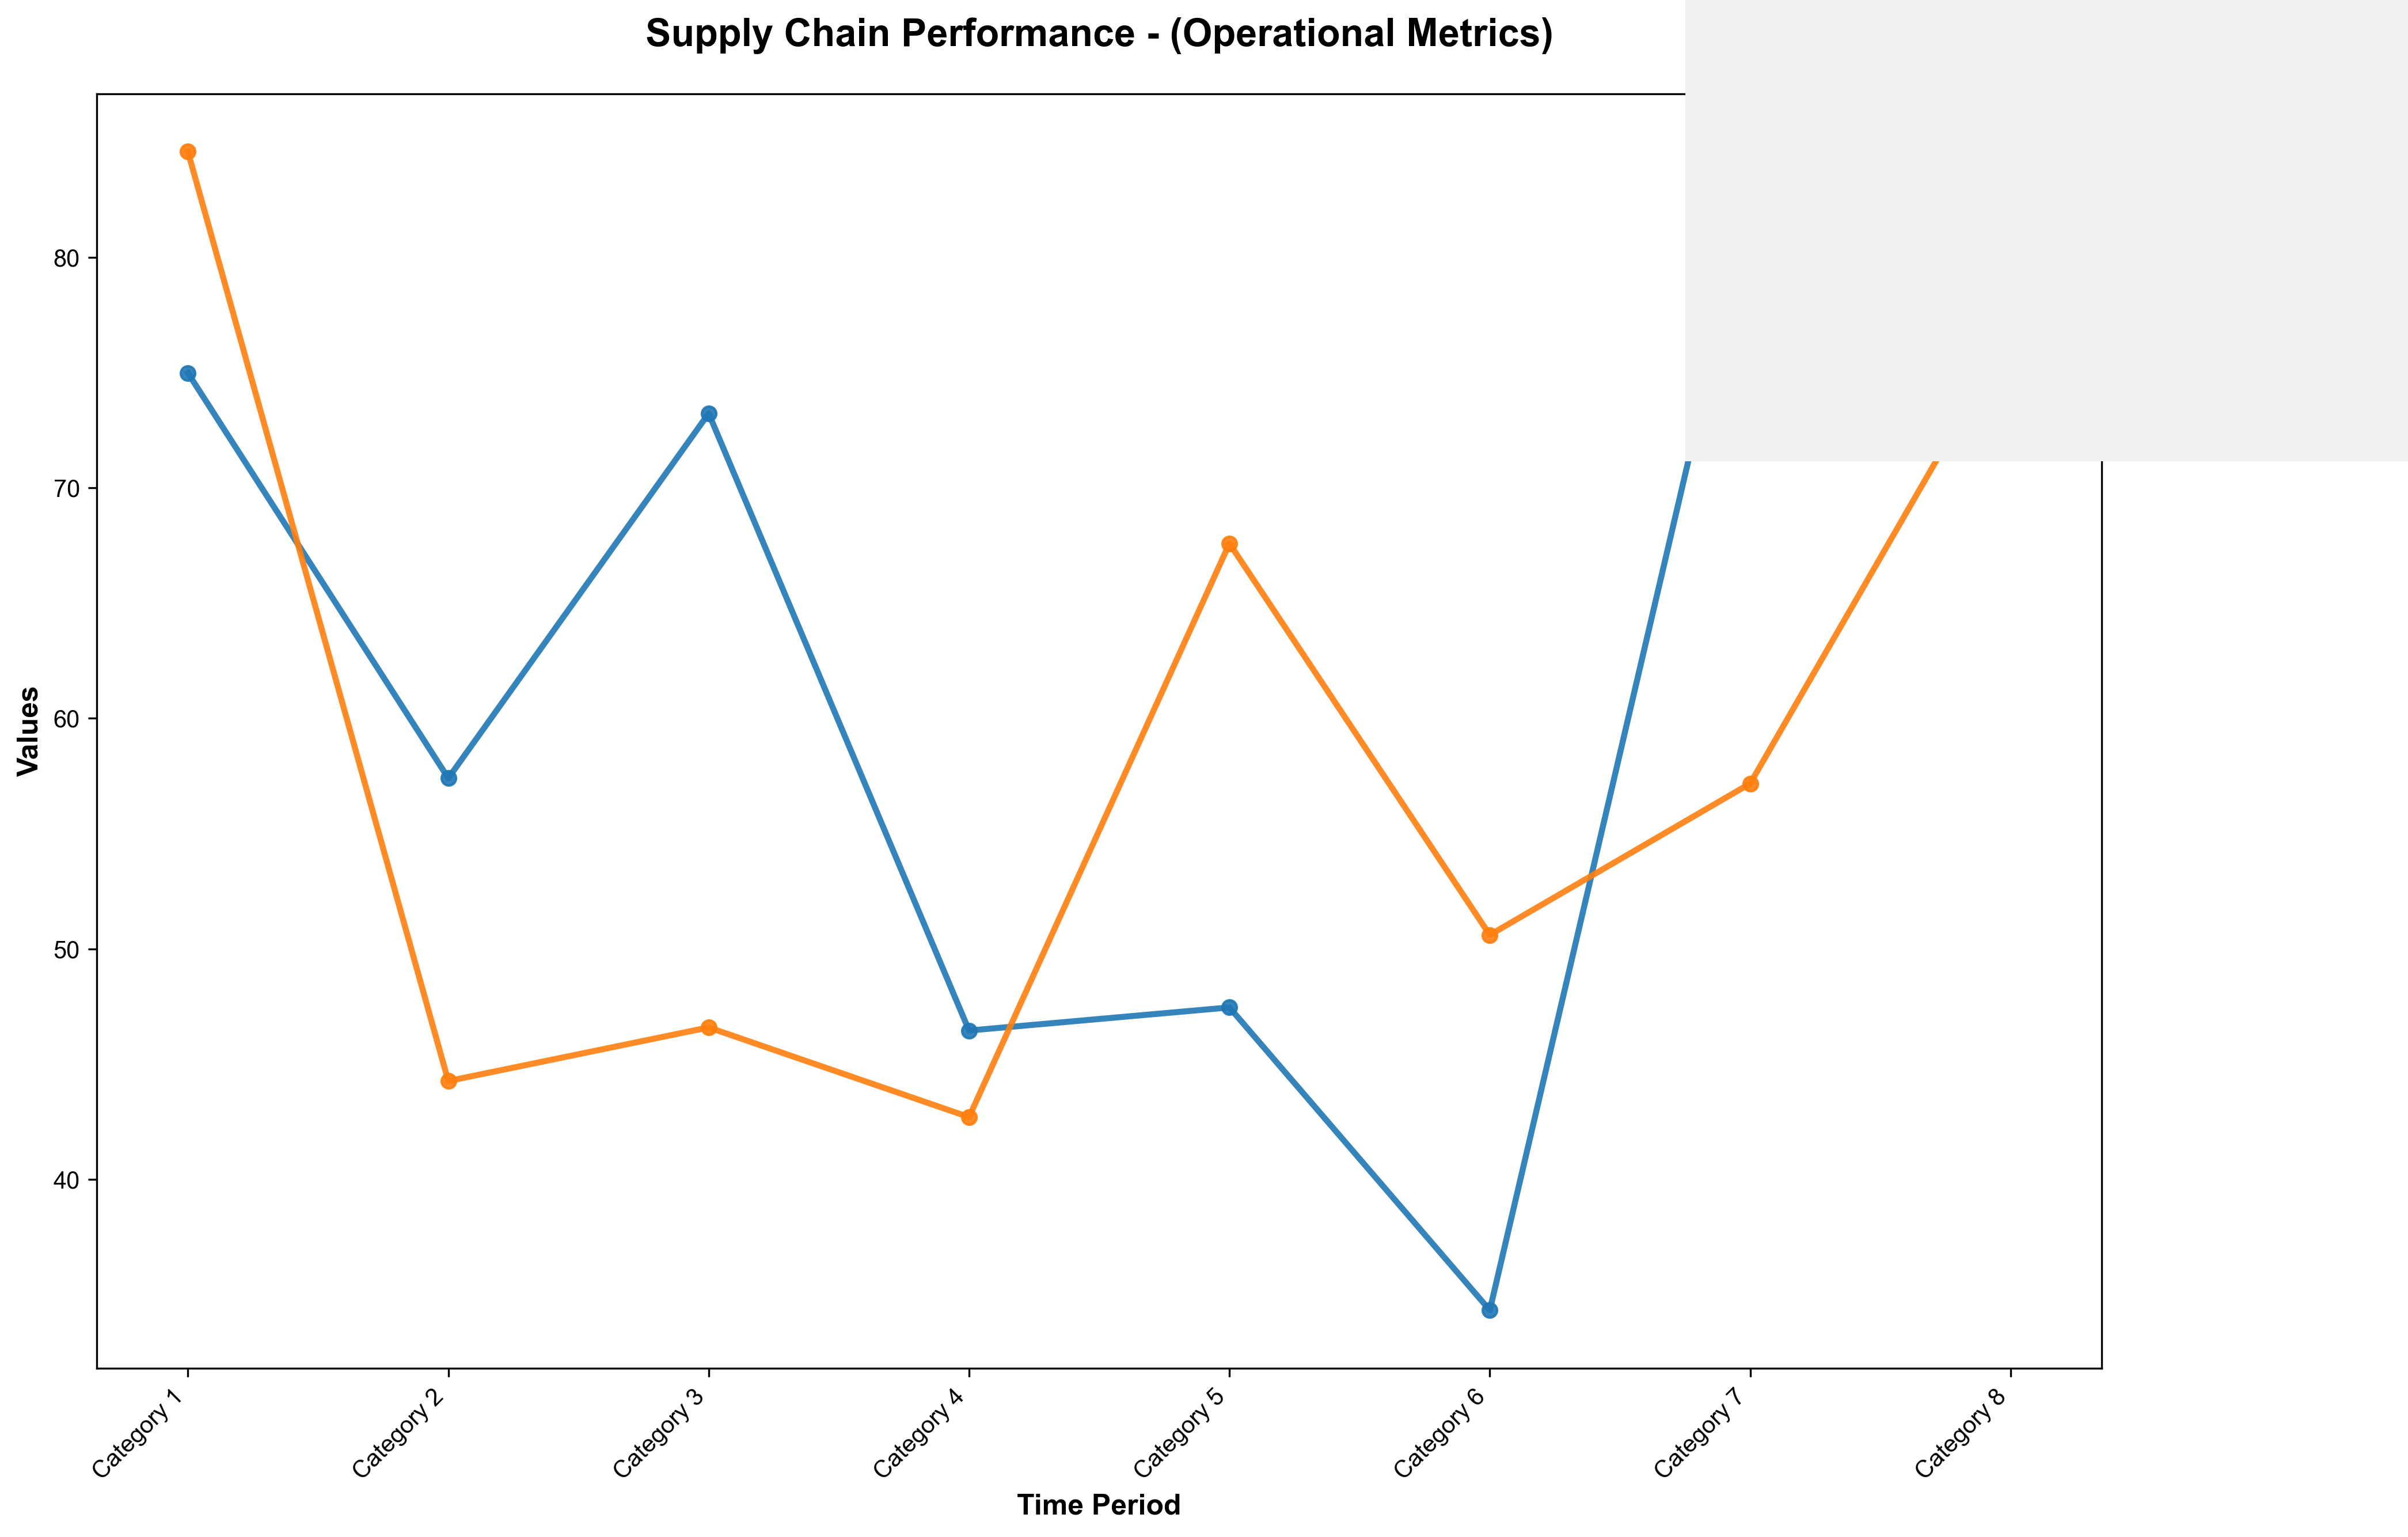 Supply Chain Performance - (Operational Metrics)
Values
80
70
60
50
40
Category 1
Category 2
Category 3
Category 4
Category 5
Category 6
Category 7
Category 8
Time Period